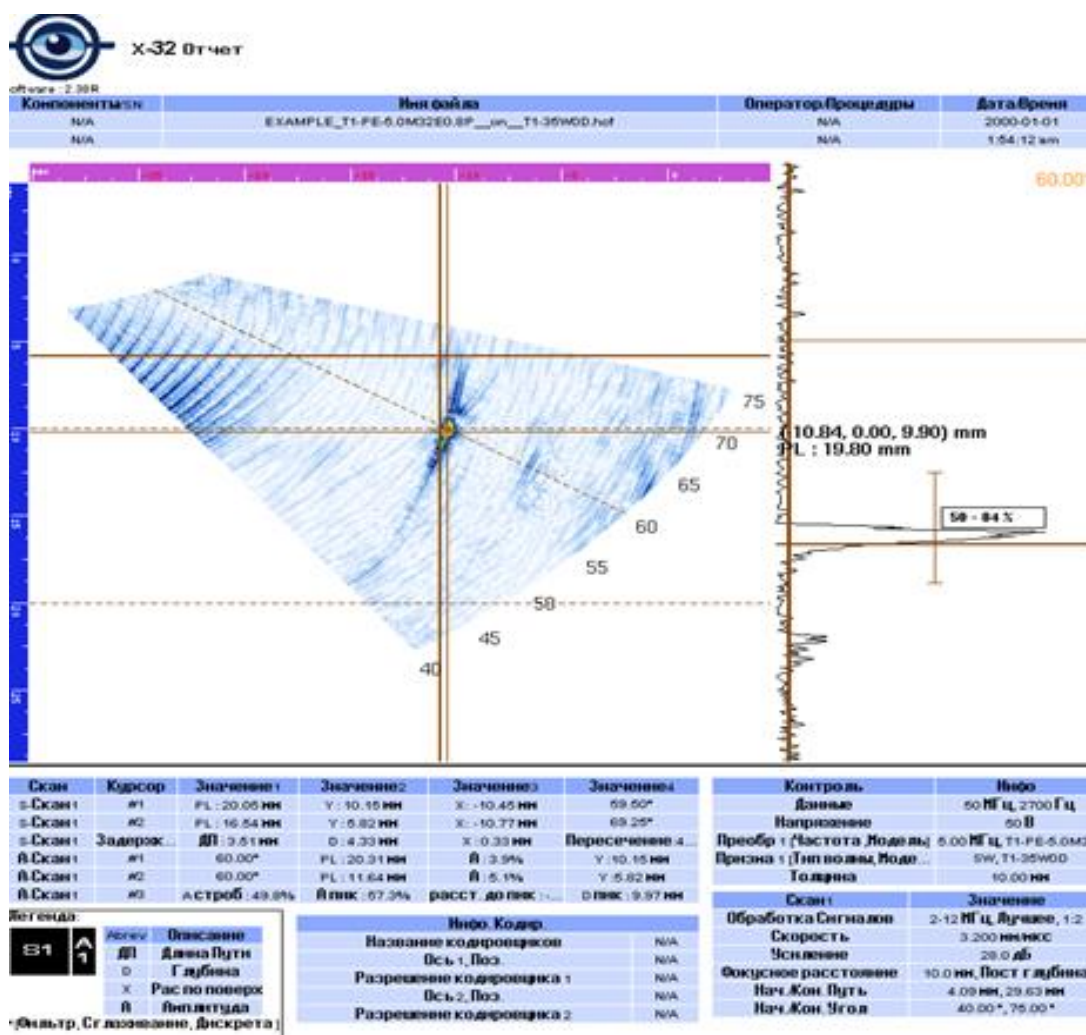 X-32 Отчет
oftware : 2.38R
Компоненты/SN Имя файла Оператор/Процедуры Дата/Время
N/A EXAMPLE_T1-PE-5.0M32E0.8P__on__T1-35W0D.hof N/A 2000-01-01
N/A N/A 1:54:12 am
60.00°
75
70
65
60
55
50
45
40
(10.84, 0.00, 9.90) mm
PL : 19.80 mm
50 - 84 %
Скан Курсор Значение1 Значение2 Значение3 Значение4
S-Скан1 #1 PL : 20.05 мм Y : 10.15 мм X: -10.45 мм 59.50°
S-Скан1 #2 PL : 16.54 мм Y : 5.82 мм X: -10.77 мм 69.25°
S-Скан1 Задерж... ДП : 3.51 мм D : 4.33 мм X : 0.33 мм Пересечение:4...
A-Скан1 #1 60.00° PL : 20.31 мм A : 3.9% Y : 10.15 мм
A-Скан1 #2 60.00° PL : 11.64 мм A : 5.1% Y : 5.82 мм
A-Скан1 #3 A строб : 49.8% A пик : 57.3% расст. до пик : -... D пик : 9.97 мм
Контроль Инфо
Данные 50 МГц, 2700 Гц
Напряжение 50 В
Преобр 1 (Частота ,Модель) 5.00 МГц, T1-PE-5.0M3
Призма 1 (Тип волны, Моде... SW, T1-35W0D
Толщина 10.00 мм
Скан1 Значение
Обработка Сигналов 2-12 МГц, Лучшее, 1:2
Скорость 3.200 мм/мкс
Усиление 28.0 дБ
Фокусное расстояние 10.0 мм, Пост глубина
Нач./Кон. Путь 4.09 мм, 29.63 мм
Нач./Кон. Угол 40.00°, 75.00°
Легенда:
S1 A1
Abrev Описание
ДП Длина Пути
D Глубина
X Рас по поверх
A Амплитуда
(Фильтр, Сглаживание, Дискрета)
Инфо. Кодир.
Название кодировщиков N/A
Ось 1, Поз. N/A
Разрешение кодировщика 1 N/A
Ось 2, Поз. N/A
Разрешение кодировщика 2 N/A